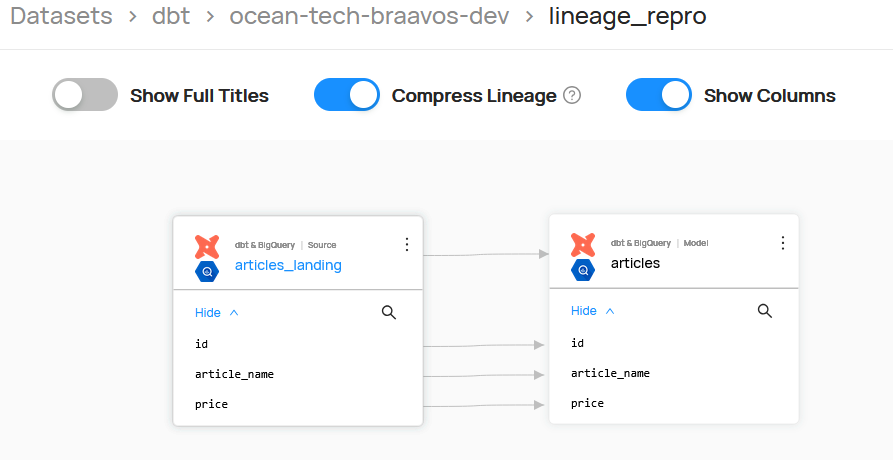 Datasets > dbt > ocean-tech-braavos-dev > lineage_repro
Show Full Titles Compress Lineage ? Show Columns
dbt & BigQuery | Source
articles_landing
Hide
id
article_name
price
dbt & BigQuery | Model
articles
Hide
id
article_name
price